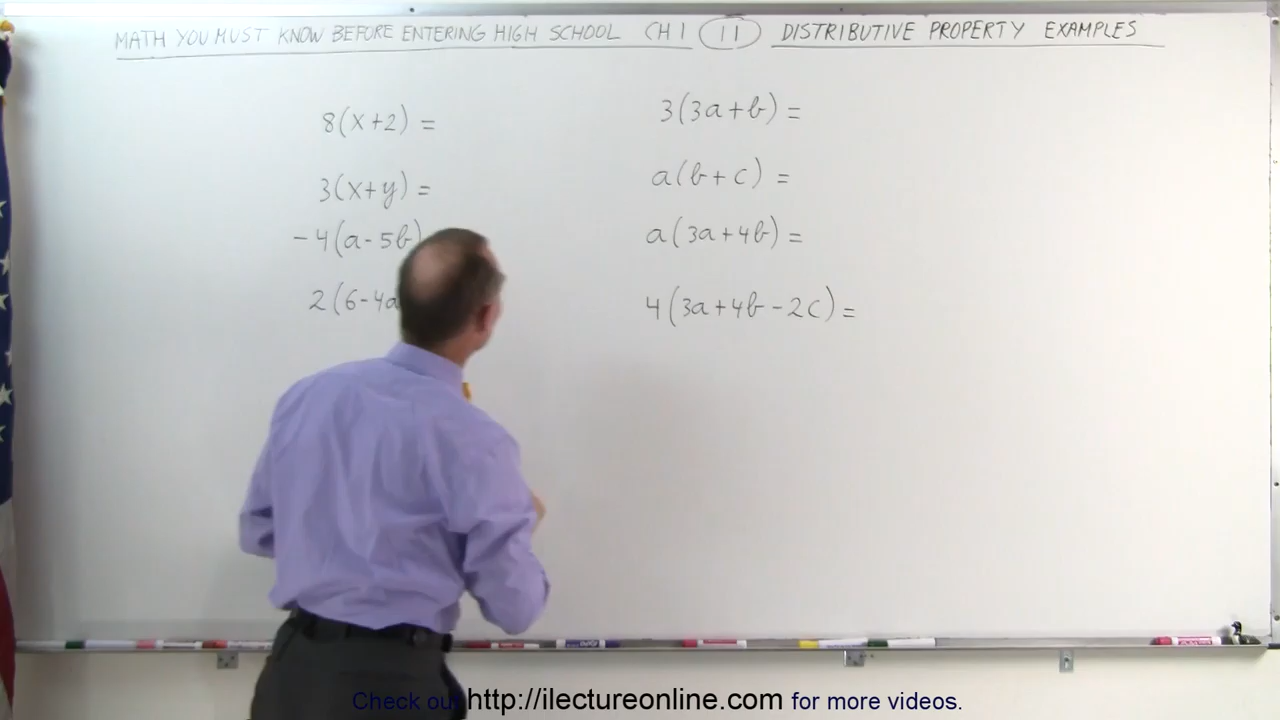 MATH YOU MUST KNOW BEFORE ENTERING HIGH SCHOOL CH 1 11 DISTRIBUTIVE PROPERTY EXAMPLES
8(x+2) =
3(x+y) =
-4(a-5b)
2(6-4a
3(3a+b) =
a(b+c) =
a(3a+4b) =
4(3a+4b-2c) =
Check out http://ilectureonline.com for more videos.